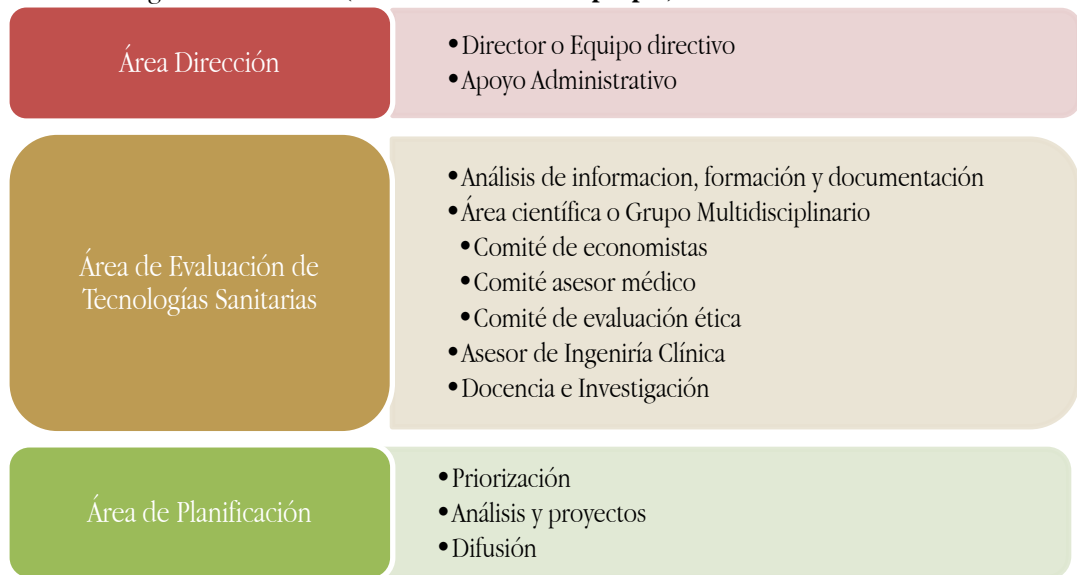 Área Dirección
•Director o Equipo directivo
•Apoyo Administrativo
Área de Evaluación de
Tecnologías Sanitarias
•Análisis de informacion, formación y documentación
•Área científica o Grupo Multidisciplinario
•Comité de economistas
•Comité asesor médico
•Comité de evaluación ética
•Asesor de Ingeniría Clínica
•Docencia e Investigación
Área de Planificación
•Priorización
•Análisis y proyectos
•Difusión